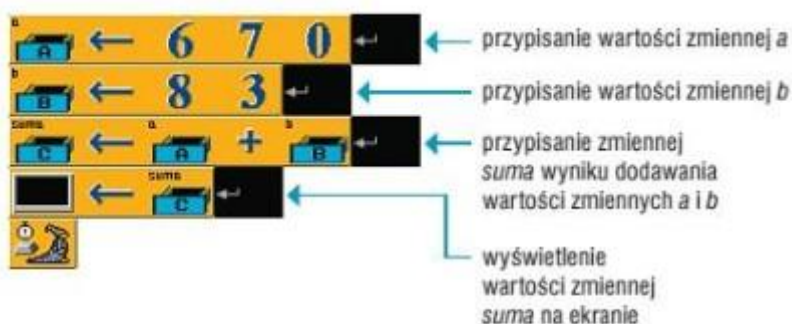 a
A ← 6 7 0 przypisanie wartości zmiennej a
b
B ← 8 3 przypisanie wartości zmiennej b
suma a b
C ← A + B przypisanie zmiennej
suma wyniku dodawania
wartości zmiennych a i b
suma
← C
wyświetlenie
wartości zmiennej
suma na ekranie